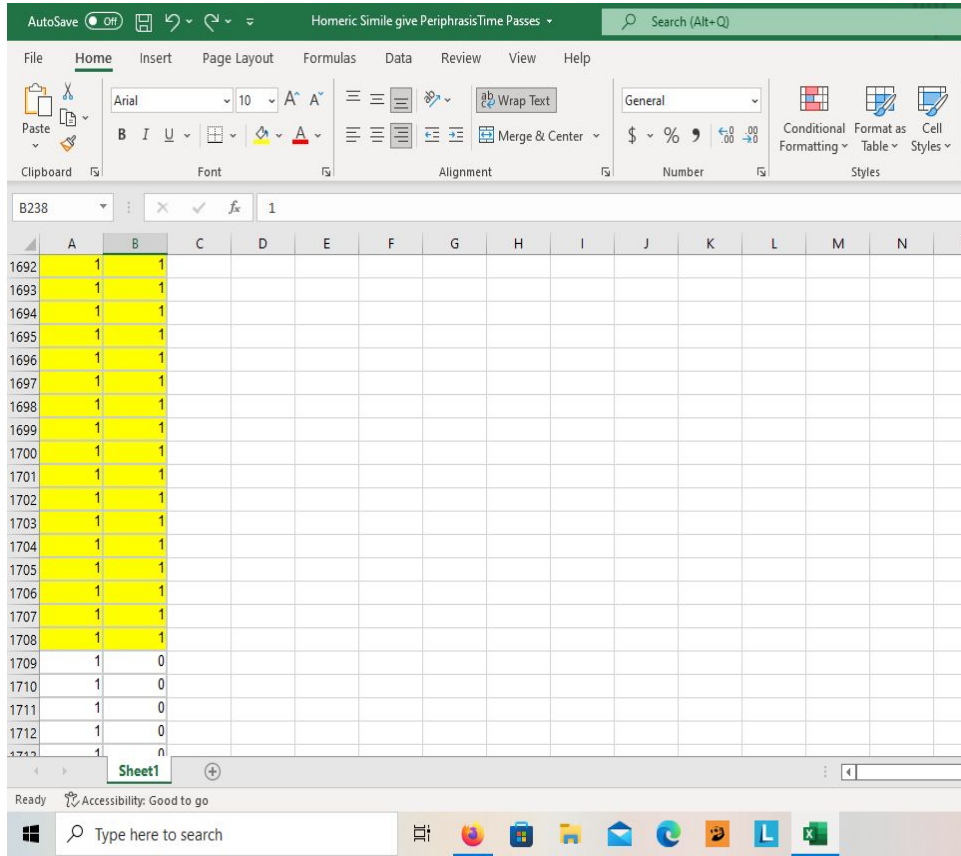 AutoSave Off Homeric Simile give PeriphrasisTime Passes Search (Alt+Q)
File Home Insert Page Layout Formulas Data Review View Help
Paste Arial 10 A A Wrap Text General Conditional Formatting Format as Table Cell Styles
B I U A Merge & Center $ % 9 .00 .00
Clipboard Font Alignment Number Styles
B238 fx 1
A B C D E F G H I J K L M N
1692 1 1
1693 1 1
1694 1 1
1695 1 1
1696 1 1
1697 1 1
1698 1 1
1699 1 1
1700 1 1
1701 1 1
1702 1 1
1703 1 1
1704 1 1
1705 1 1
1706 1 1
1707 1 1
1708 1 1
1709 1 0
1710 1 0
1711 1 0
1712 1 0
1713 1 0
Sheet1
Ready Accessibility: Good to go
Type here to search L X